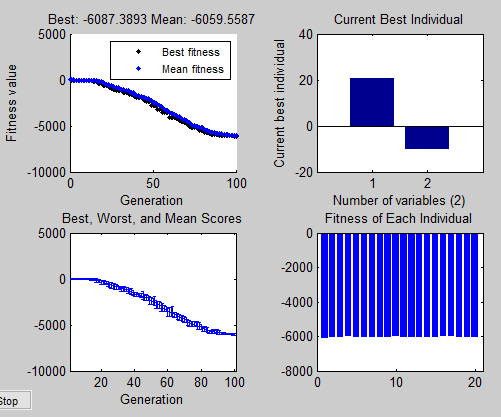 Best: -6087.3893 Mean: -6059.5587
5000
0
-5000
-10000
Fitness value
Best fitness
Mean fitness
0 50 100
Generation
Current Best Individual
40
20
0
-20
Current best individual
1 2
Number of variables (2)
Best, Worst, and Mean Scores
5000
0
-5000
-10000
20 40 60 80 100
Generation
Fitness of Each Individual
0
-2000
-4000
-6000
-8000
0 10 20
Stop